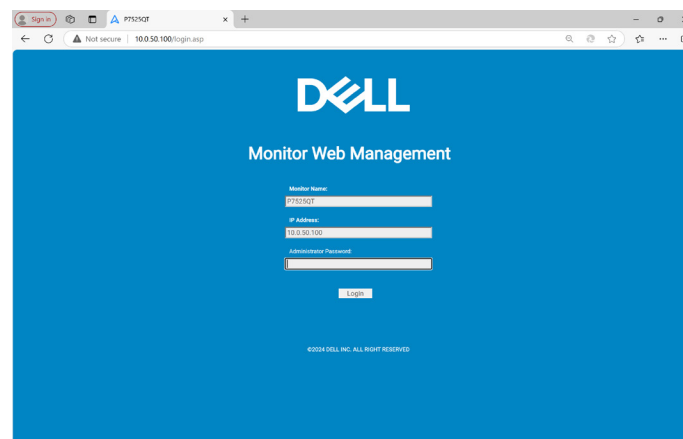 Sign in
P7525QT
Not secure
10.0.50.100/login.asp
DELL
Monitor Web Management
Monitor Name:
P7525QT
IP Address:
10.0.50.100
Administrator Password:
Login
©2024 DELL INC. ALL RIGHT RESERVED